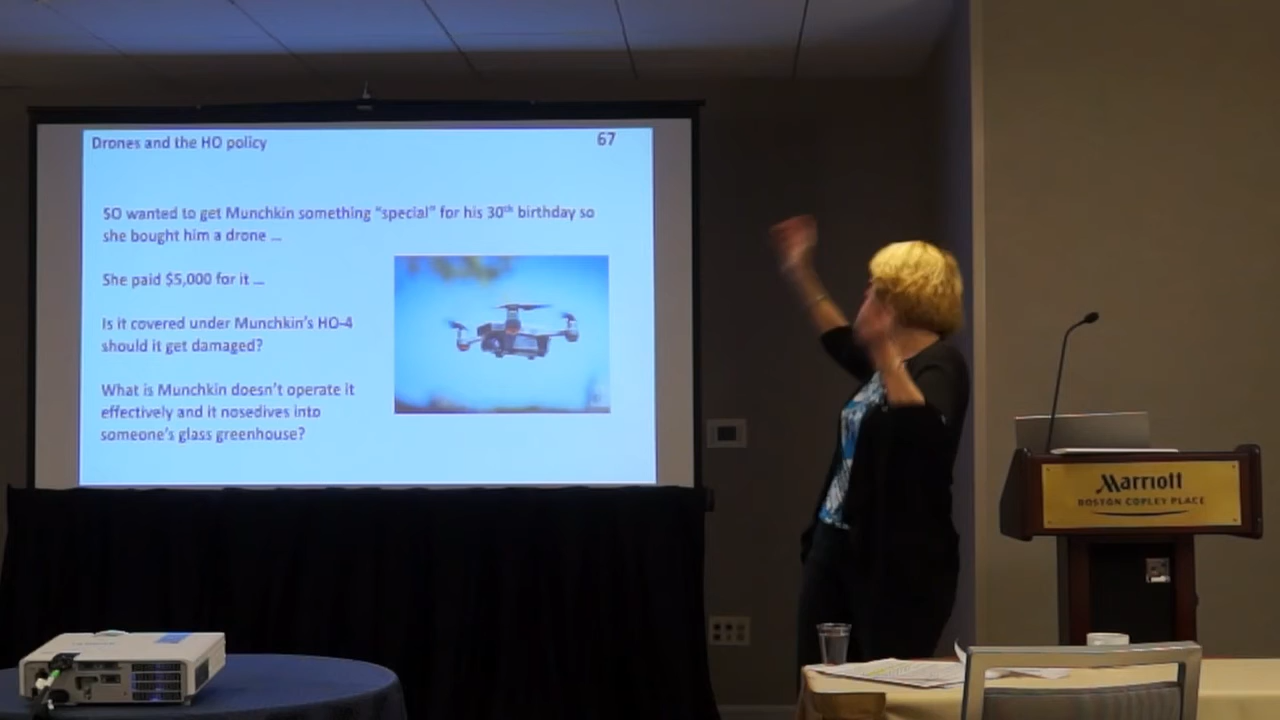 Drones and the HO policy
67
SO wanted to get Munchkin something “special” for his 30th birthday so
she bought him a drone ...
She paid $5,000 for it ...
Is it covered under Munchkin’s HO-4
should it get damaged?
What is Munchkin doesn’t operate it
effectively and it nosedives into
someone’s glass greenhouse?
Marriott
BOSTON COPLEY PLACE